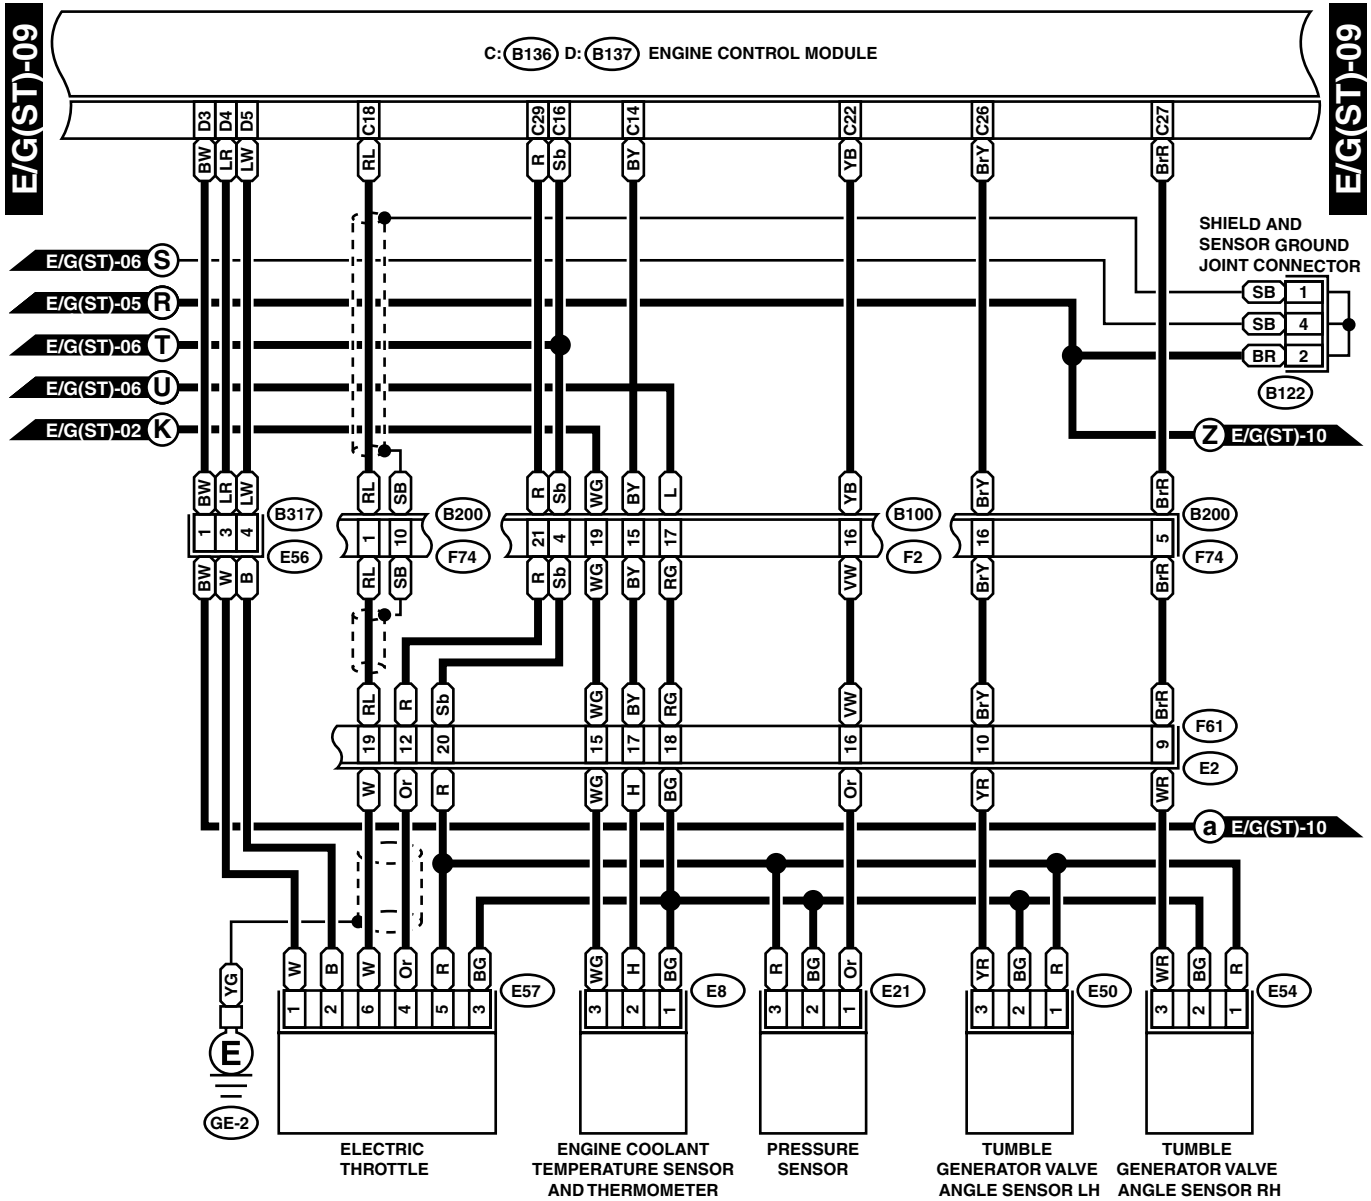 E/G(ST)-09
C: B136 D: B137 ENGINE CONTROL MODULE
E/G(ST)-09
D3 D4 D5 C18 C29 C16 C14 C22 C26 C27
BW LR LW RL R Sb BY YB BrY BrR
SHIELD AND
SENSOR GROUND
JOINT CONNECTOR
E/G(ST)-06 S
SB 1
E/G(ST)-05 R
SB 4
E/G(ST)-06 T
BR 2
E/G(ST)-06 U
B122
E/G(ST)-02 K
Z E/G(ST)-10
BW LR LW RL SB R Sb WG BY L YB BrY BrR
B317 B200 B100 B200
1 3 4 1 10 21 4 19 15 17 16 16 5
E56 F74 F2 F74
BW W B RL SB R Sb WG BY RG VW BrY BrR
RL R Sb WG BY RG VW BrY BrR
F61
19 12 20 15 17 18 16 10 9
E2
W Or R WG H BG Or YR WR
a E/G(ST)-10
YG W B W Or R BG WG H BG R BG Or YR BG R WR BG R
E57 E8 E21 E50 E54
1 2 6 4 5 3 3 2 1 3 2 1 3 2 1 3 2 1
E
GE-2
ELECTRIC
THROTTLE
ENGINE COOLANT
TEMPERATURE SENSOR
AND THERMOMETER
PRESSURE
SENSOR
TUMBLE
GENERATOR VALVE
ANGLE SENSOR LH
TUMBLE
GENERATOR VALVE
ANGLE SENSOR RH